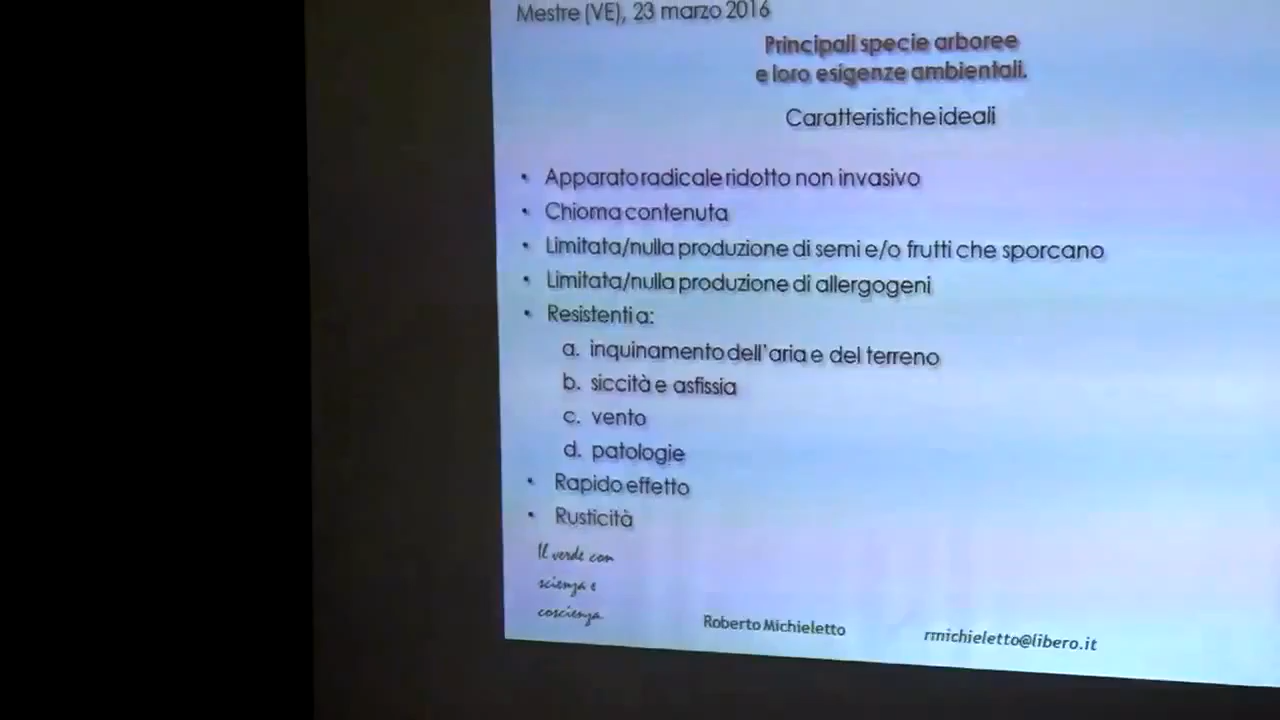 Mestre (VE), 23 marzo 2016
Principali specie arboree
e loro esigenze ambientali.
Caratteristiche ideali
• Apparato radicale ridotto non invasivo
• Chioma contenuta
• Limitata/nulla produzione di semi e/o frutti che sporcano
• Limitata/nulla produzione di allergogeni
• Resistenti a:
a. inquinamento dell'aria e del terreno
b. siccità e asfissia
c. vento
d. patologie
• Rapido effetto
• Rusticità
Il verde con
scienza e
coscienza
Roberto Michieletto
rmichieletto@libero.it